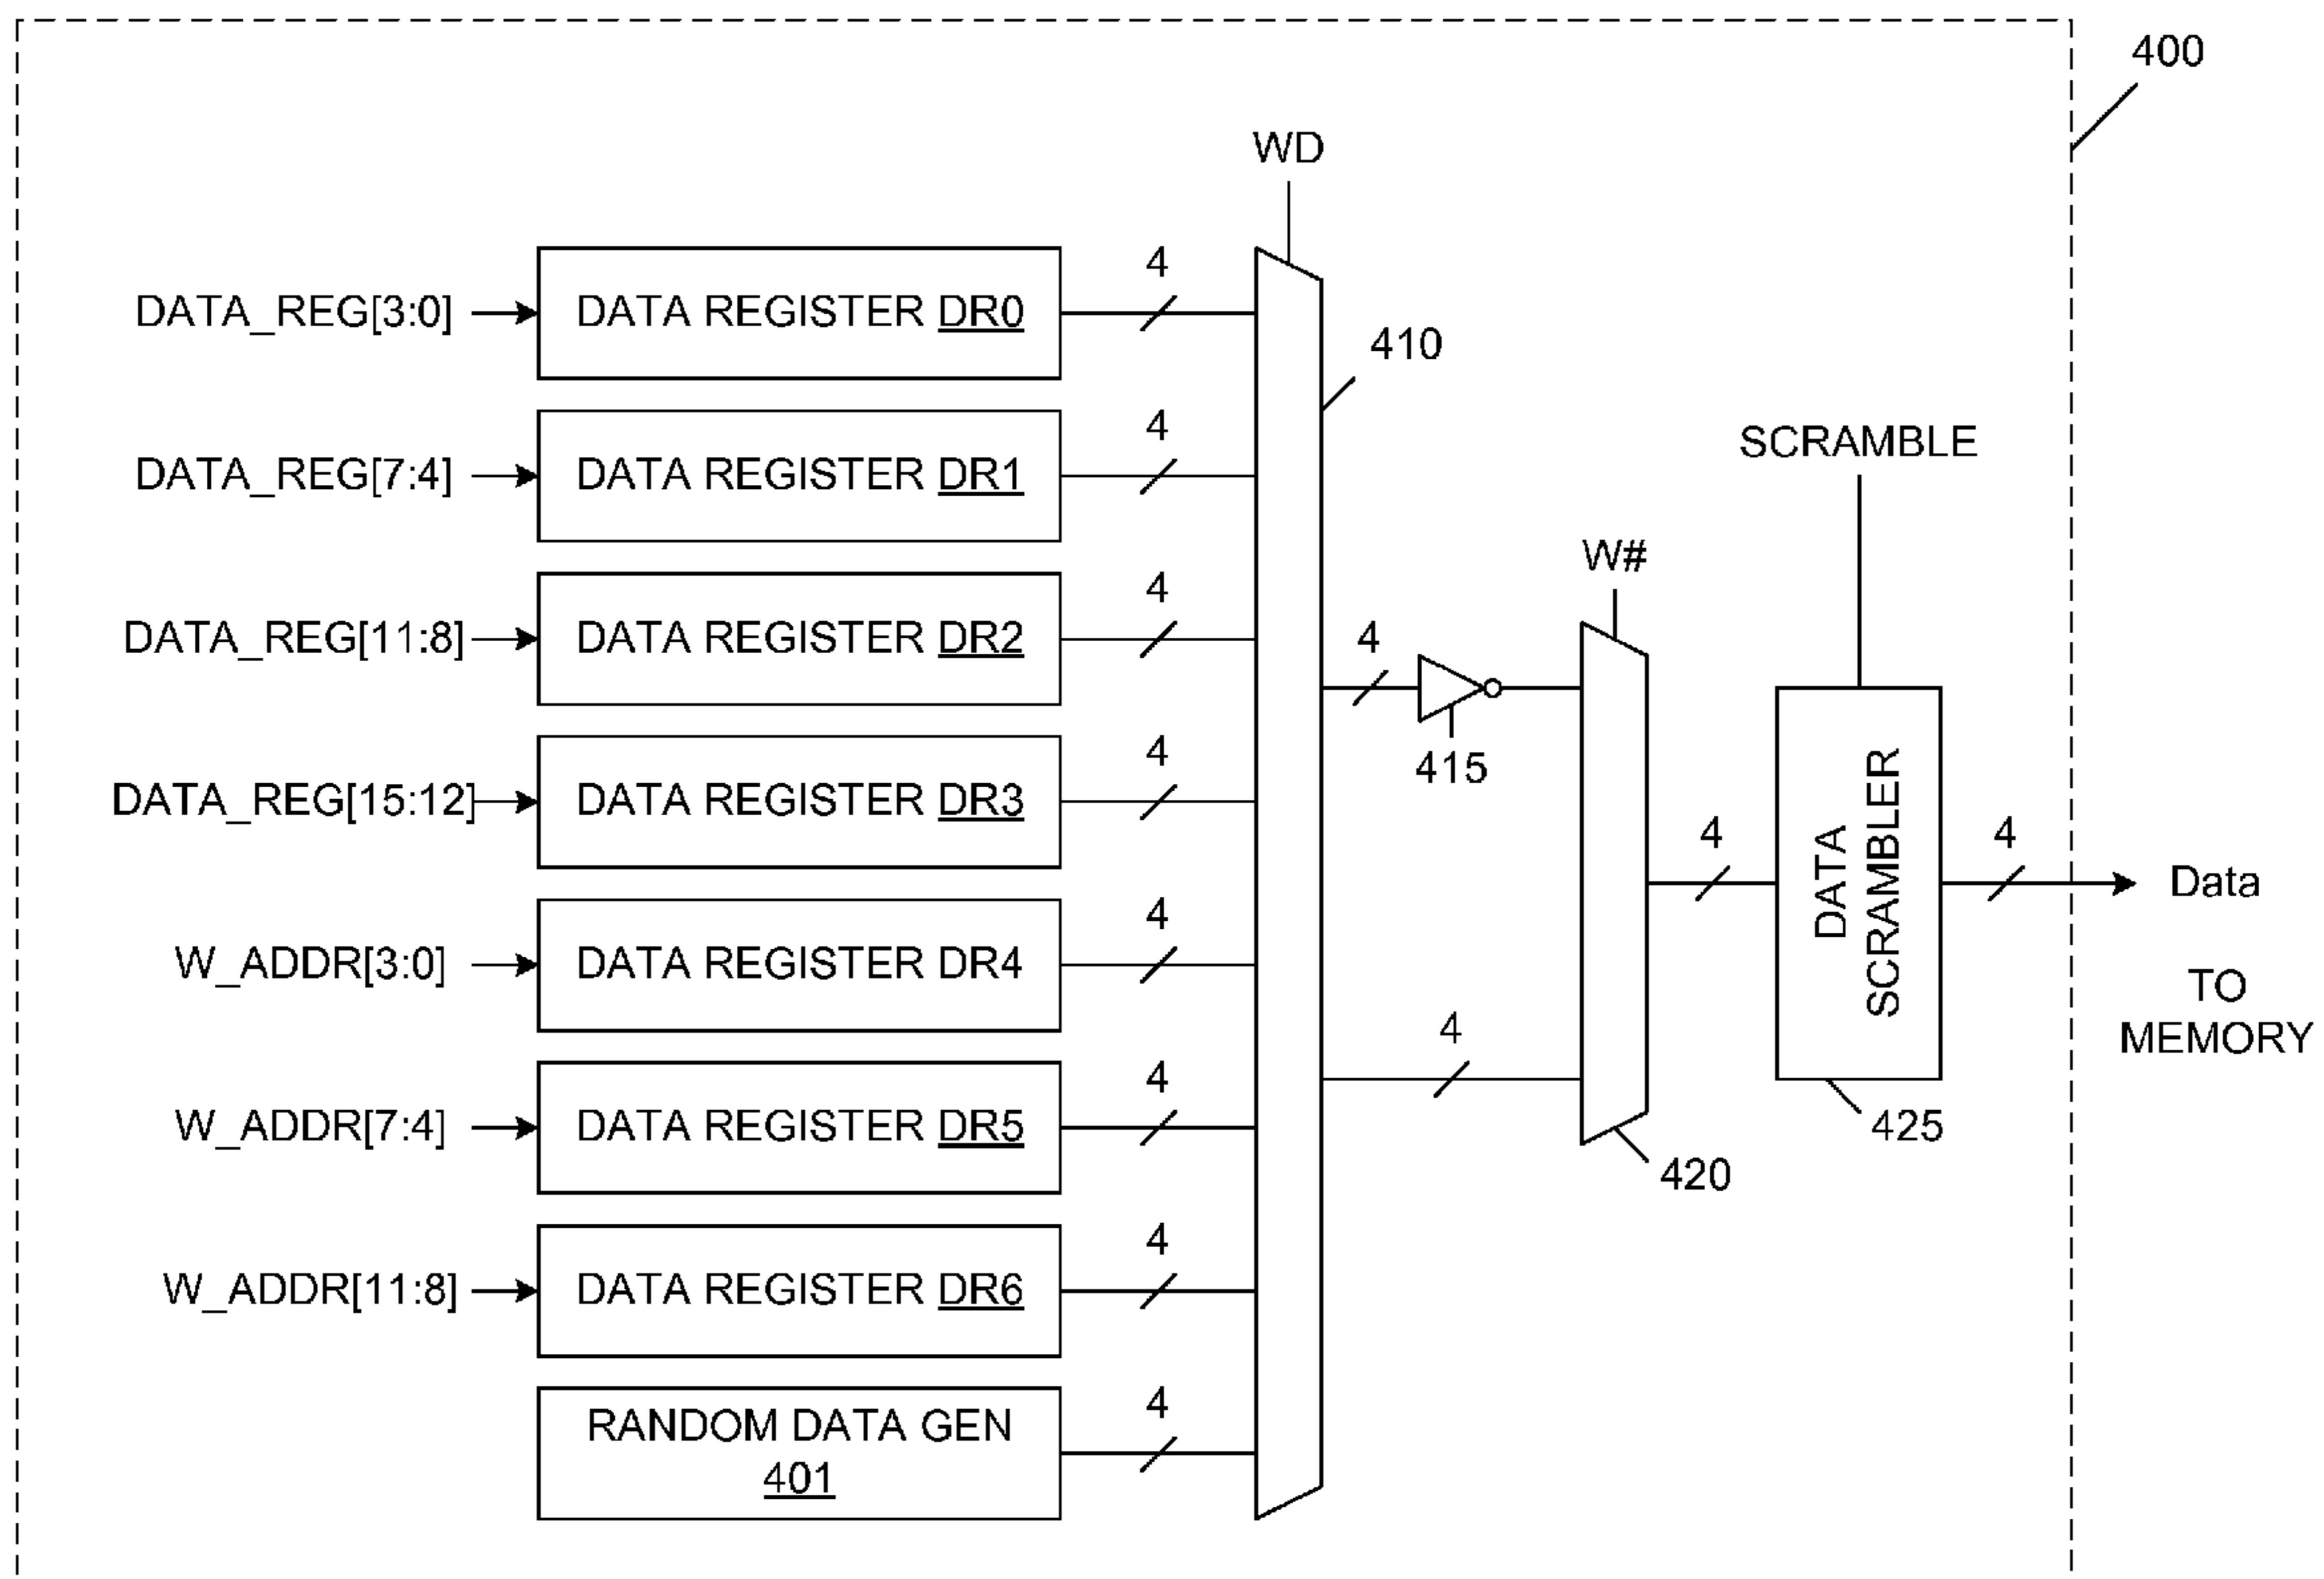 400
WD
DATA_REG[3:0]
DATA REGISTER DR0
4
410
DATA_REG[7:4]
DATA REGISTER DR1
4
SCRAMBLE
DATA_REG[11:8]
DATA REGISTER DR2
4
W#
4
415
DATA_REG[15:12]
DATA REGISTER DR3
4
4
DATA
SCRAMBLER
4
Data
TO
MEMORY
W_ADDR[3:0]
DATA REGISTER DR4
4
4
W_ADDR[7:4]
DATA REGISTER DR5
4
425
420
W_ADDR[11:8]
DATA REGISTER DR6
4
RANDOM DATA GEN
401
4